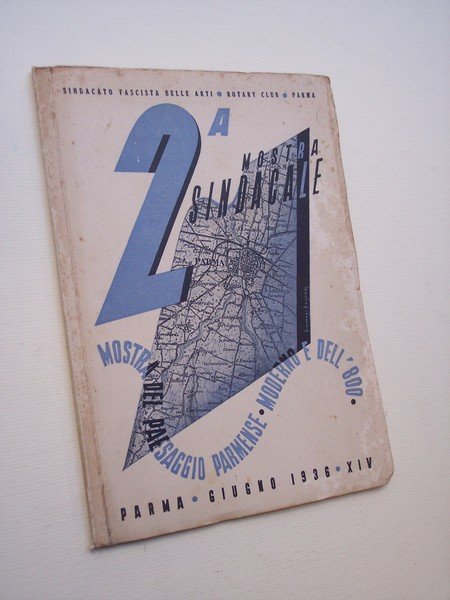 SINDACATO FASCISTA BELLE ARTI • ROTARY CLUB • PARMA
2A
MOSTRA
SINDACALE
PARMA
MOSTRA DEL PAESAGGIO PARMENSE • MODERNO E DELL'800 •
PARMA • GIUGNO 1936 • XIV